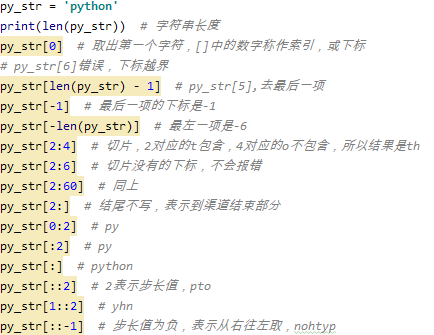 py_str = 'python'
print(len(py_str))  # 字符串长度
py_str[0]  # 取出第一个字符，[]中的数字称作索引，或下标
# py_str[6]错误，下标越界
py_str[len(py_str) - 1]  # py_str[5],去最后一项
py_str[-1]  # 最后一项的下标是-1
py_str[-len(py_str)]  # 最左一项是-6
py_str[2:4]  # 切片，2对应的t包含，4对应的o不包含，所以结果是th
py_str[2:6]  # 切片没有的下标，不会报错
py_str[2:60]  # 同上
py_str[2:]  # 结尾不写，表示到渠道结束部分
py_str[0:2]  # py
py_str[:2]  # py
py_str[:]  # python
py_str[::2]  # 2表示步长值，pto
py_str[1::2]  # yhn
py_str[::-1]  # 步长值为负，表示从右往左取，nohtyp